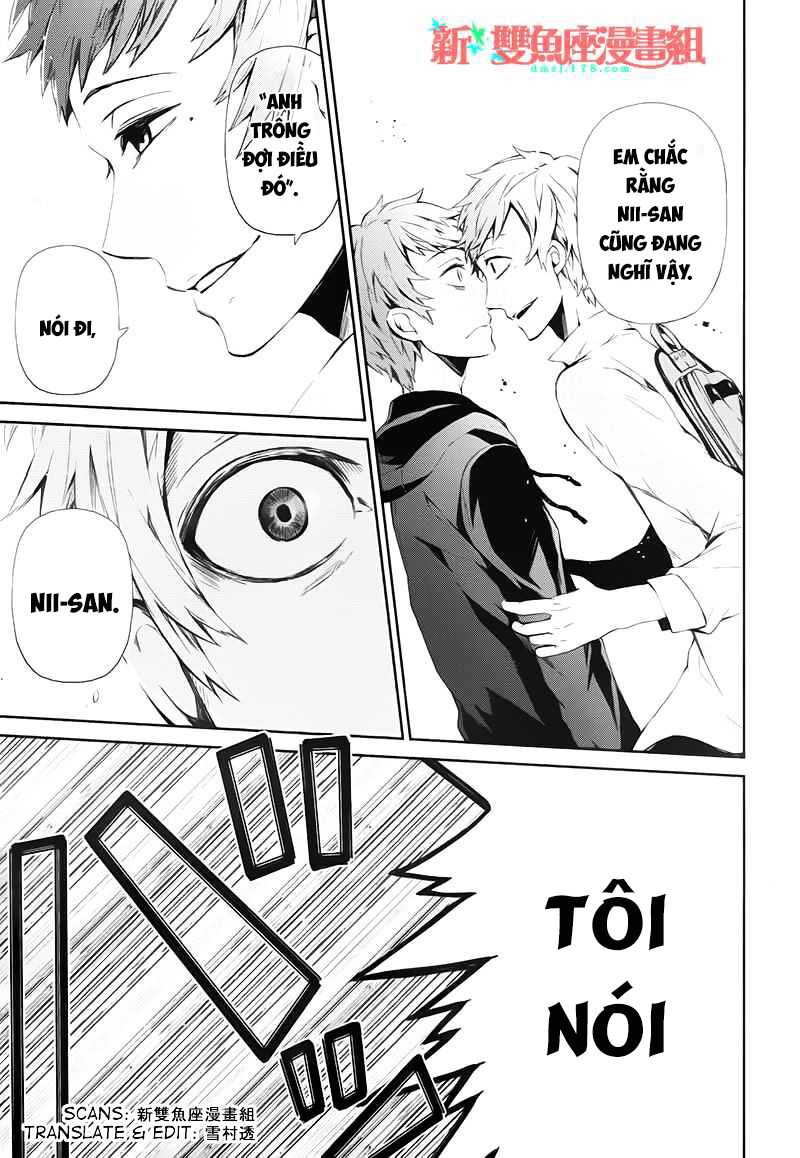 新★雙魚座漫畫組
dmzj.178.com
EM CHẮC
RẰNG
NII-SAN
CŨNG ĐANG
NGHĨ VẬY.
"ANH
TRÔNG
ĐỢI ĐIỀU
ĐÓ".
NÓI ĐI,
NII-SAN.
TÔI
NÓI
SCANS: 新雙魚座漫畫組
TRANSLATE & EDIT: 雪村透